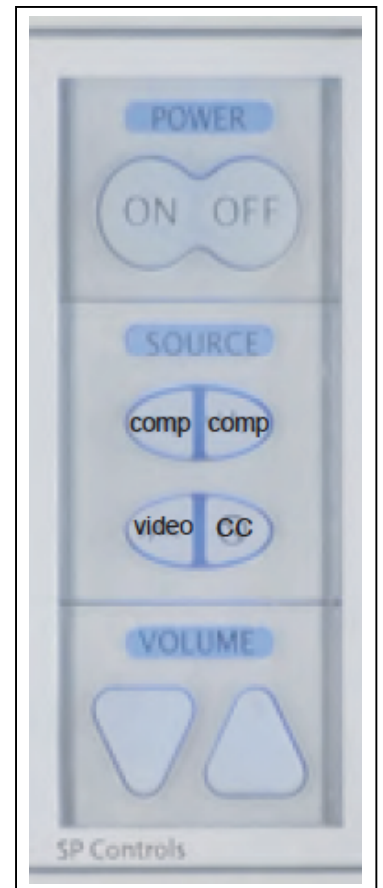 POWER
ON OFF
SOURCE
comp comp
video CC
VOLUME
SP Controls